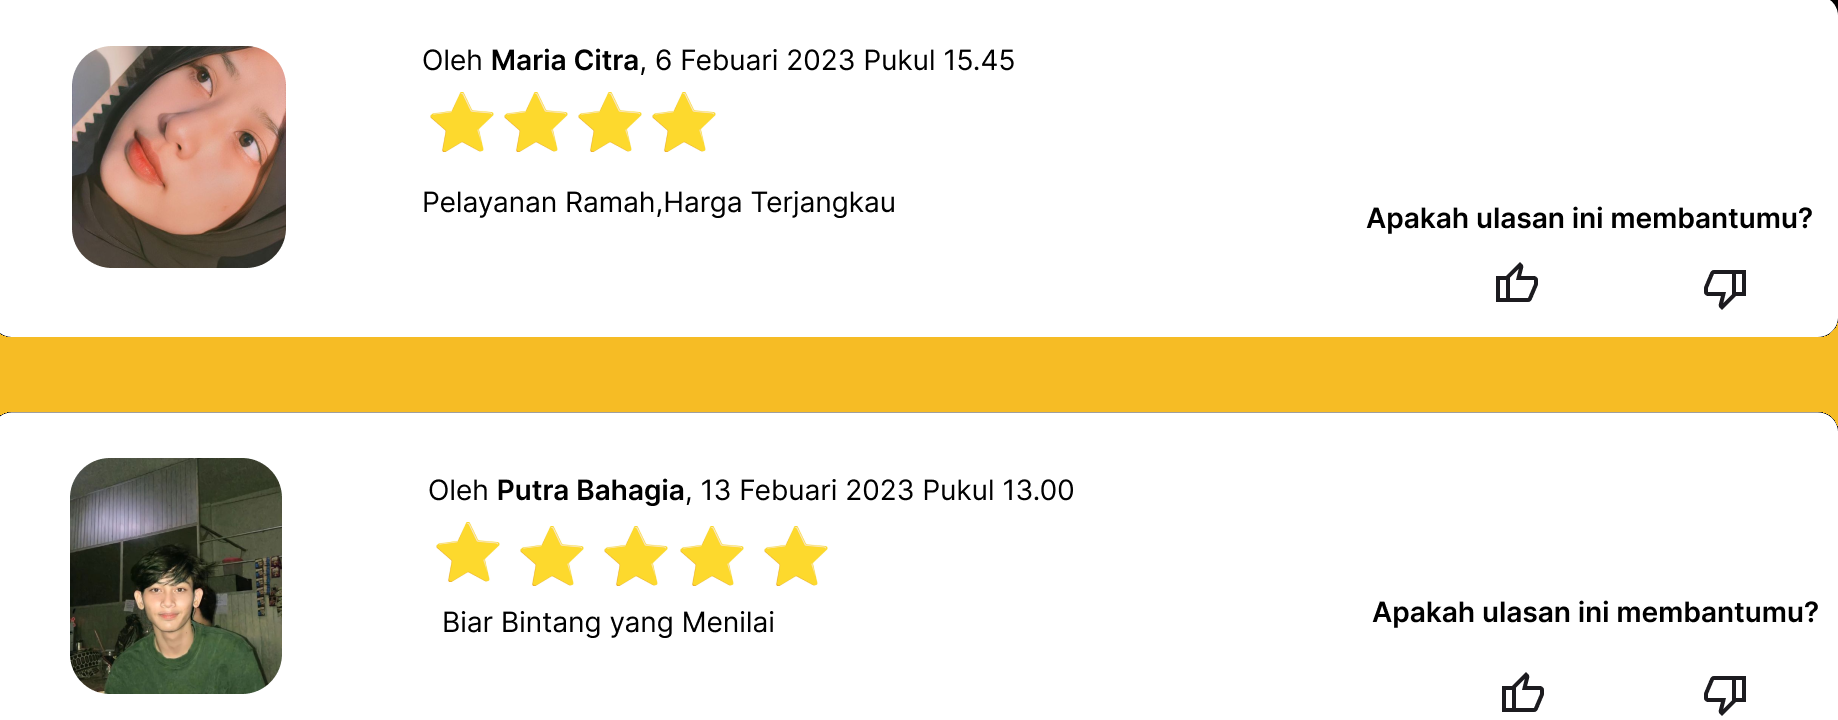 Oleh Maria Citra, 6 Febuari 2023 Pukul 15.45
Pelayanan Ramah,Harga Terjangkau
Apakah ulasan ini membantumu?
Oleh Putra Bahagia, 13 Febuari 2023 Pukul 13.00
Biar Bintang yang Menilai
Apakah ulasan ini membantumu?